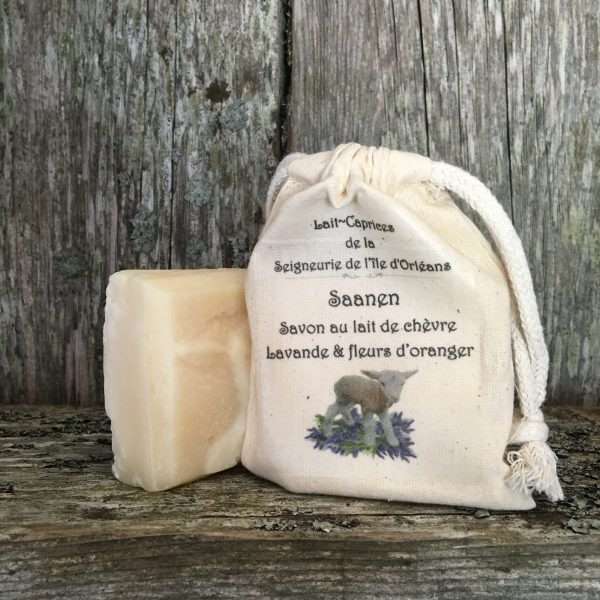 Lait~Caprices
de la
Seigneurie de l'Île d'Orléans
Saanen
Savon au lait de chèvre
Lavande & fleurs d'oranger